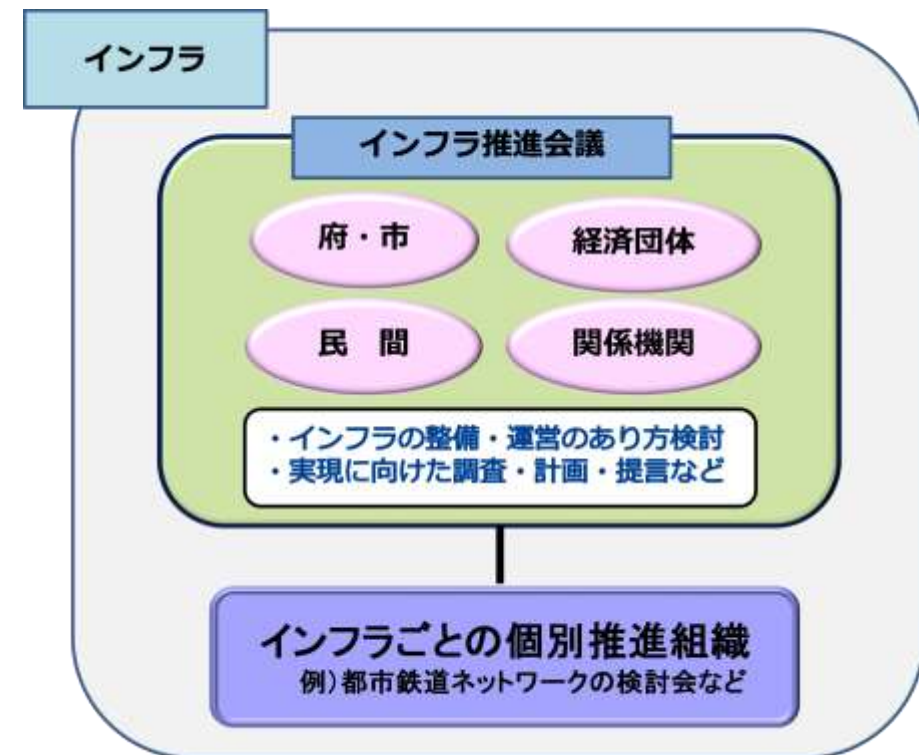 インフラ
インフラ推進会議
府・市
経済団体
民　間
関係機関
・インフラの整備・運営のあり方検討
・実現に向けた調査・計画・提言など
インフラごとの個別推進組織
例）都市鉄道ネットワークの検討会など